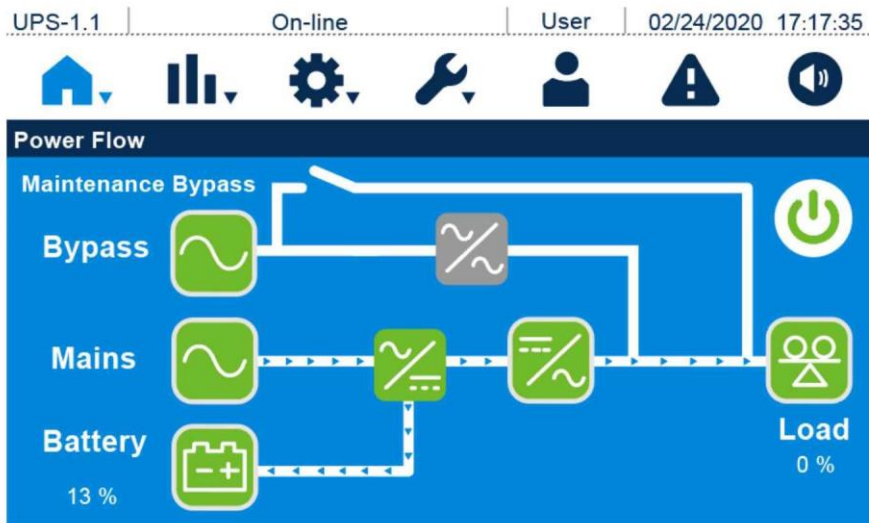 UPS-1.1 On-line User 02/24/2020 17:17:35
Power Flow
Maintenance Bypass
Bypass
Mains
Battery
13 %
Load
0 %